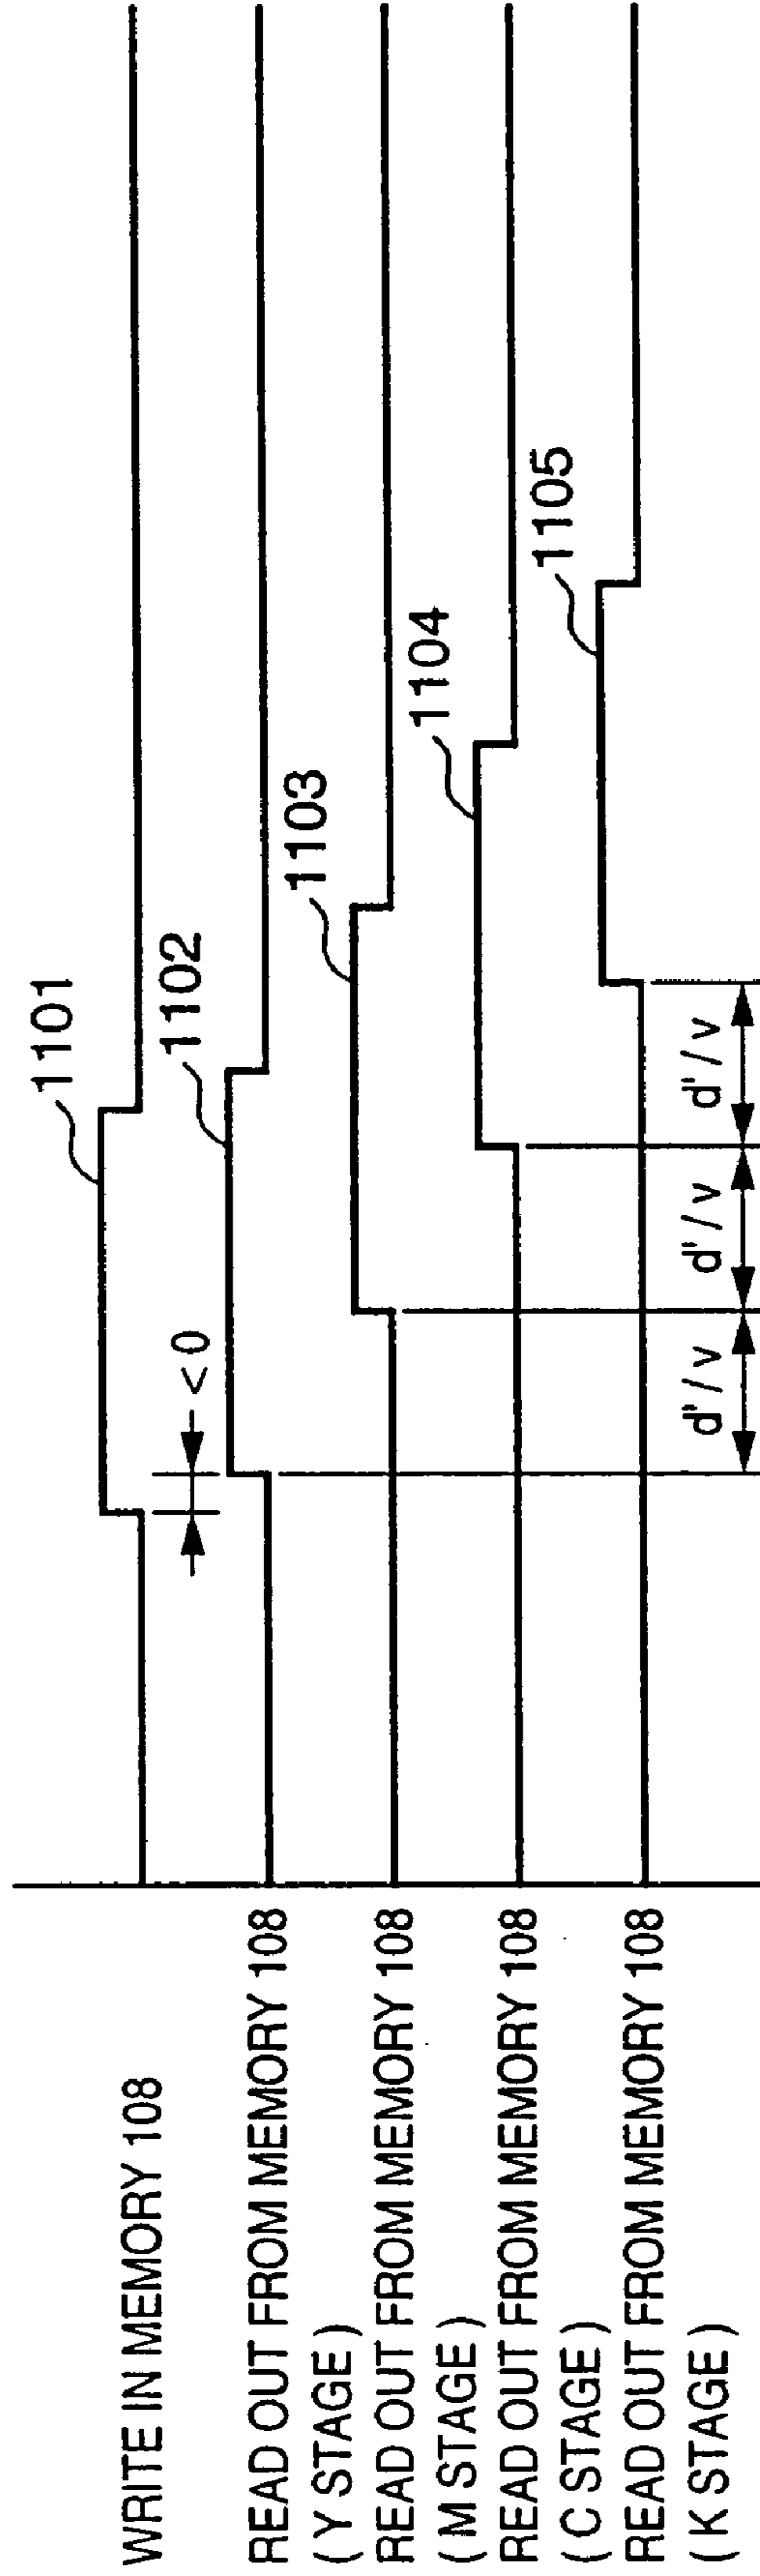 WRITE IN MEMORY 108
1101
< 0
READ OUT FROM MEMORY 108
( Y STAGE )
1102
READ OUT FROM MEMORY 108
( M STAGE )
1103
READ OUT FROM MEMORY 108
( C STAGE )
1104
READ OUT FROM MEMORY 108
( K STAGE )
1105
d' / v
d' / v
d' / v